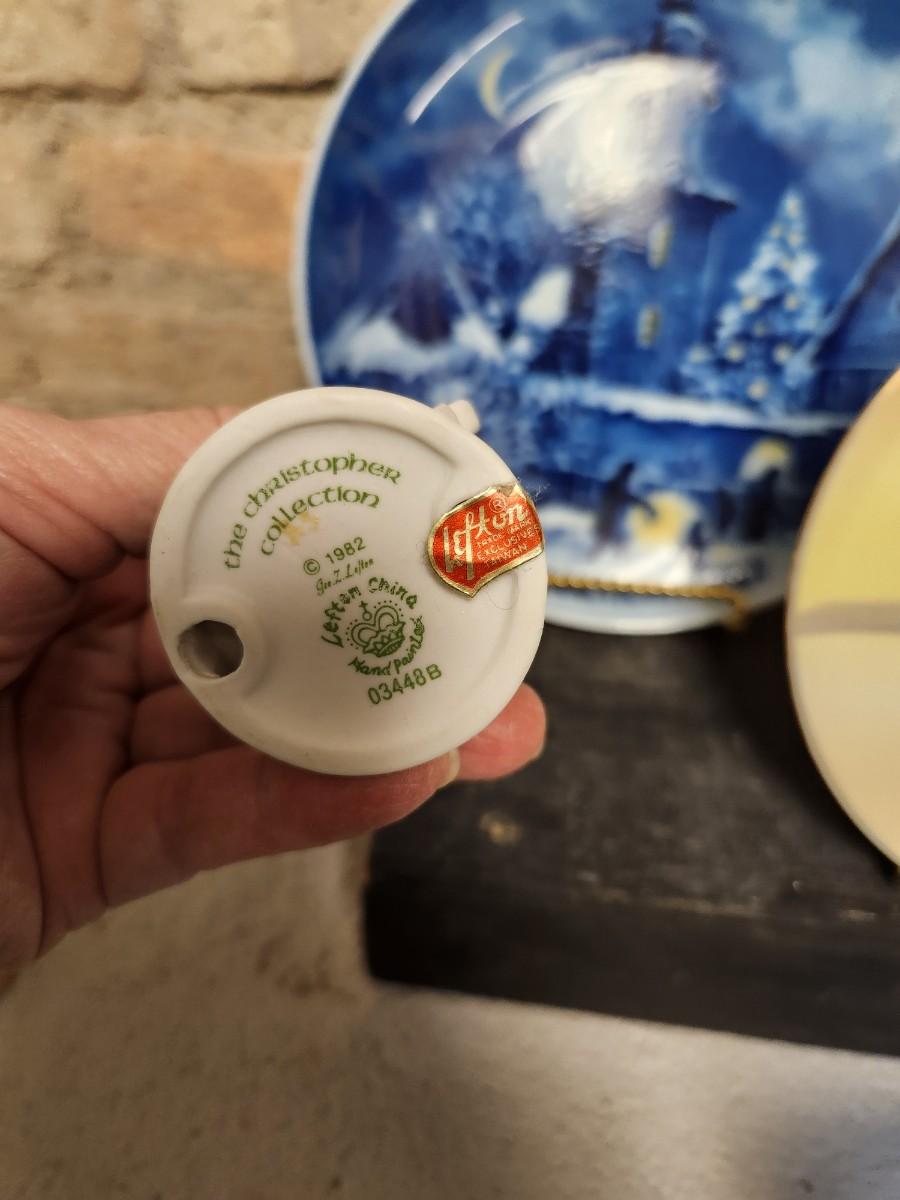 the christopher
collection
© 1982
Geo. Z. Lefton
Lefton China
Hand Painted
03448B
Lefton ®
TRADE MARK
EXCLUSIVES
TAIWAN